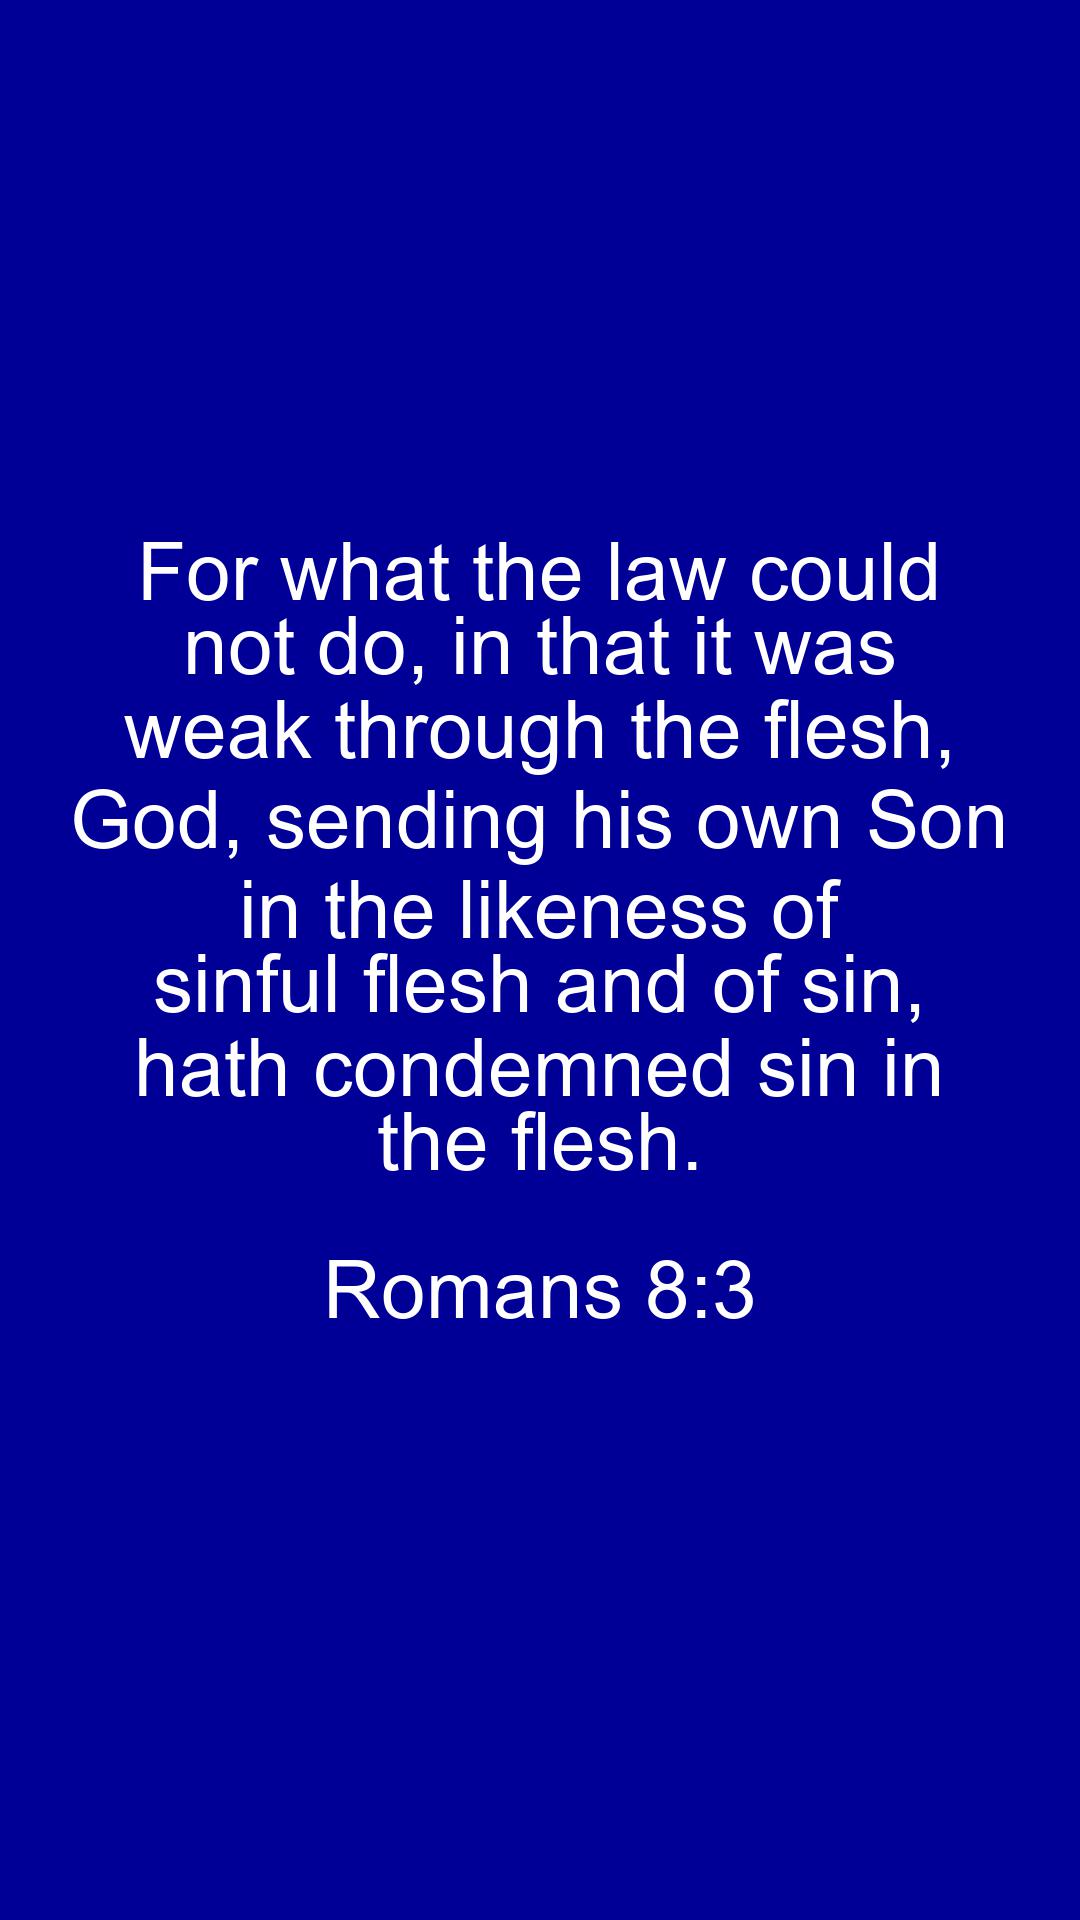 For what the law could
not do, in that it was
weak through the flesh,
God, sending his own Son
in the likeness of
sinful flesh and of sin,
hath condemned sin in
the flesh.
Romans 8:3